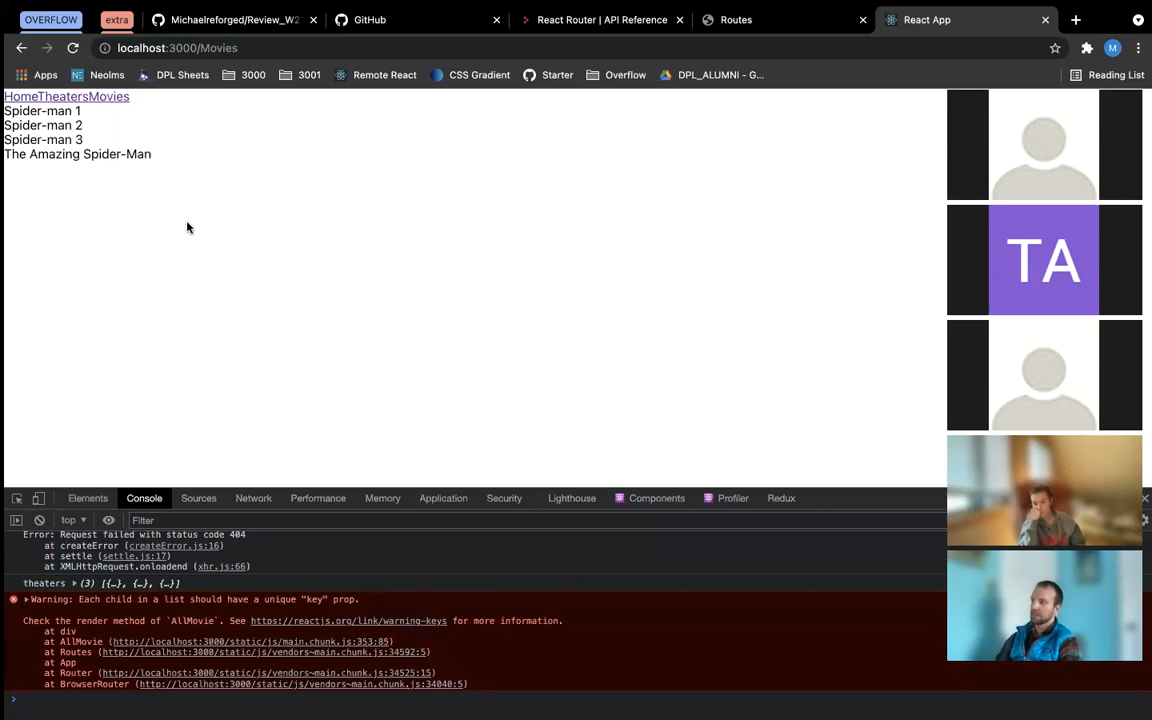 OVERFLOW extra Michaelreforged/Review_W2 GitHub React Router | API Reference Routes React App
localhost:3000/Movies M
Apps Neolms DPL Sheets 3000 3001 Remote React CSS Gradient Starter Overflow DPL_ALUMNI - G... Reading List
HomeTheatersMovies
Spider-man 1
Spider-man 2
Spider-man 3
The Amazing Spider-Man
TA
Elements Console Sources Network Performance Memory Application Security Lighthouse Components Profiler Redux
top Filter
Error: Request failed with status code 404
at createError (createError.js:16)
at settle (settle.js:17)
at XMLHttpRequest.onloadend (xhr.js:66)
theaters (3) [{…}, {…}, {…}]
Warning: Each child in a list should have a unique "key" prop.
Check the render method of `AllMovie`. See https://reactjs.org/link/warning-keys for more information.
at div
at AllMovie (http://localhost:3000/static/js/main.chunk.js:353:85)
at Routes (http://localhost:3000/static/js/vendors~main.chunk.js:34592:5)
at App
at Router (http://localhost:3000/static/js/vendors~main.chunk.js:34525:15)
at BrowserRouter (http://localhost:3000/static/js/vendors~main.chunk.js:34040:5)